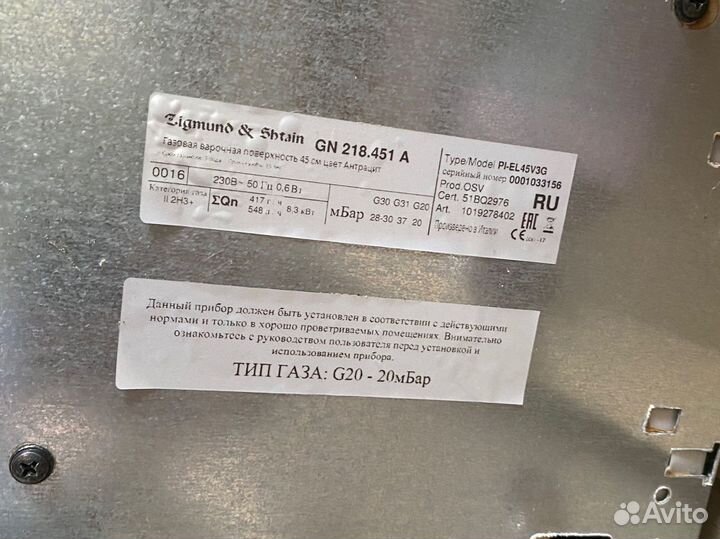 Zigmund & Shtain GN 218.451 A
Газовая варочная поверхность 45 см цвет Антрацит
0016
230В~ 50 Гц 0,6 Вт
Категория газа
II 2H3+
ΣQn
417 г.ч
548 л.ч
8.3 кВт
мБар
G30 G31 G20
28-30 37 20
Type/Model PI-EL45V3G
серийный номер 0001033156
Prod.OSV
Cert. 51BQ2976
Art. 1019278402
Произведено в Италии
RU
EAC
CE
Данный прибор должен быть установлен в соответствии с действующими
нормами и только в хорошо проветриваемых помещениях. Внимательно
ознакомьтесь с руководством пользователя перед установкой и
использованием прибора.
ТИП ГАЗА: G20 - 20мБар
Avito